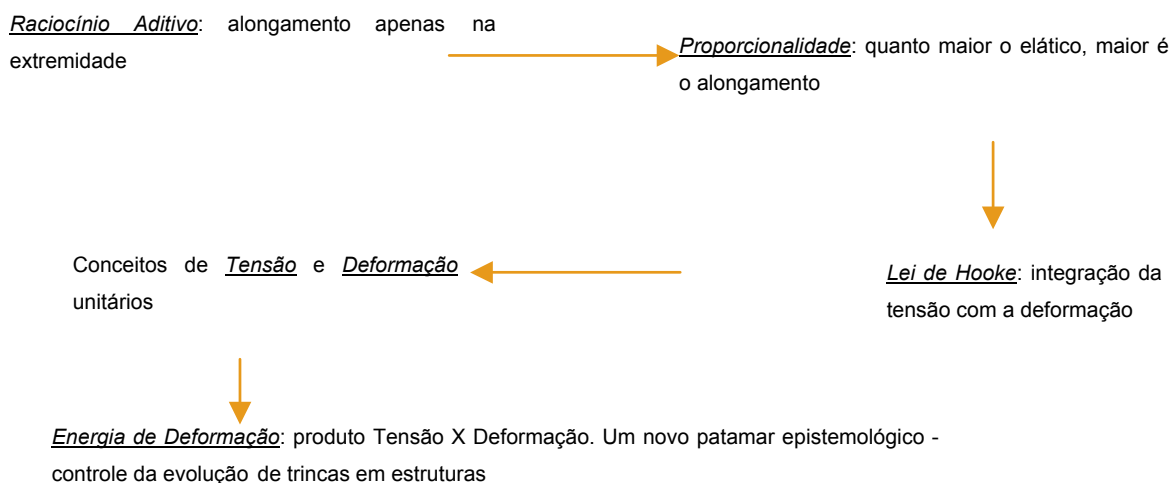 Raciocínio Aditivo: alongamento apenas na
extremidade
Proporcionalidade: quanto maior o elático, maior é
o alongamento
Lei de Hooke: integração da
tensão com a deformação
Conceitos de Tensão e Deformação
unitários
Energia de Deformação: produto Tensão X Deformação. Um novo patamar epistemológico -
controle da evolução de trincas em estruturas